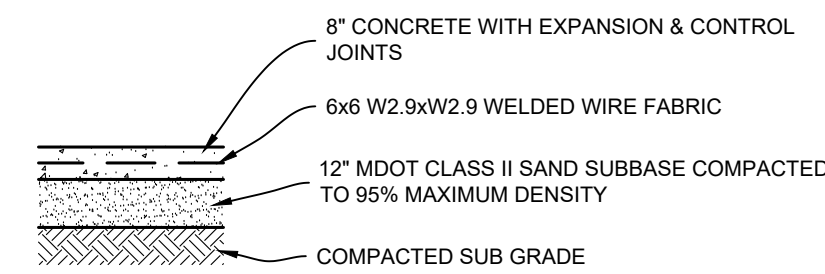 8" CONCRETE WITH EXPANSION & CONTROL
JOINTS
6x6 W2.9xW2.9 WELDED WIRE FABRIC
12" MDOT CLASS II SAND SUBBASE COMPACTED
TO 95% MAXIMUM DENSITY
COMPACTED SUB GRADE